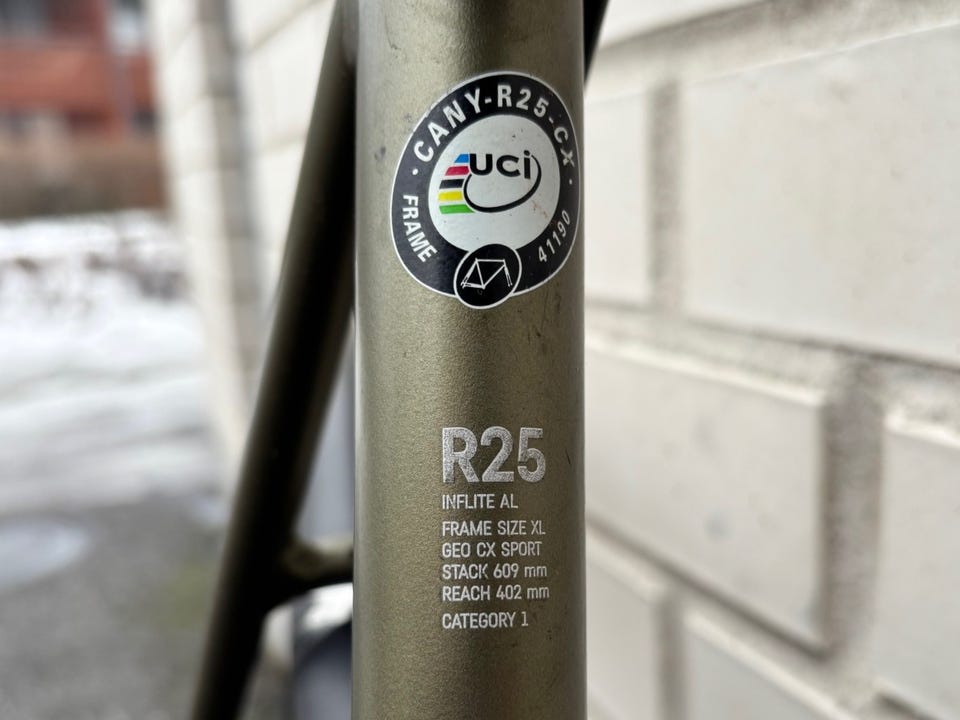 · CANY-R25-CX ·
UCi
FRAME
41190
R25
INFLITE AL
FRAME SIZE XL
GEO CX SPORT
STACK 609 mm
REACH 402 mm
CATEGORY 1